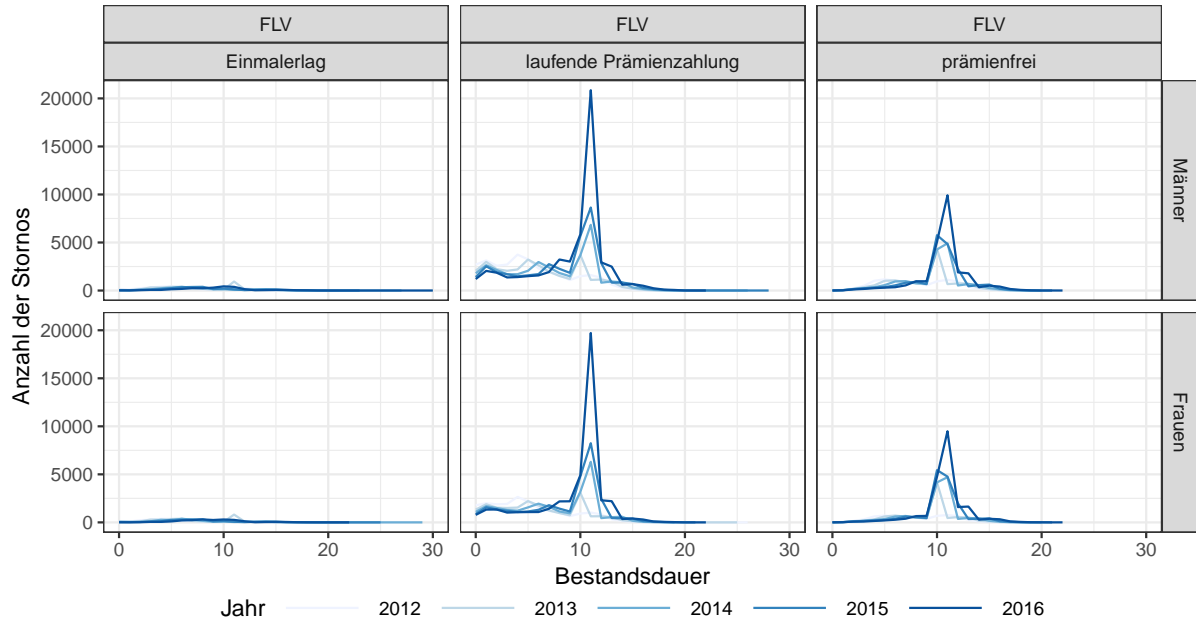 FLV FLV FLV
Einmalerlag laufende Prämienzahlung prämienfrei
20000
15000
10000
5000
0
Männer
20000
15000
10000
5000
0
Frauen
Anzahl der Stornos
0 10 20 30 0 10 20 30 0 10 20 30
Bestandsdauer
Jahr 2012 2013 2014 2015 2016